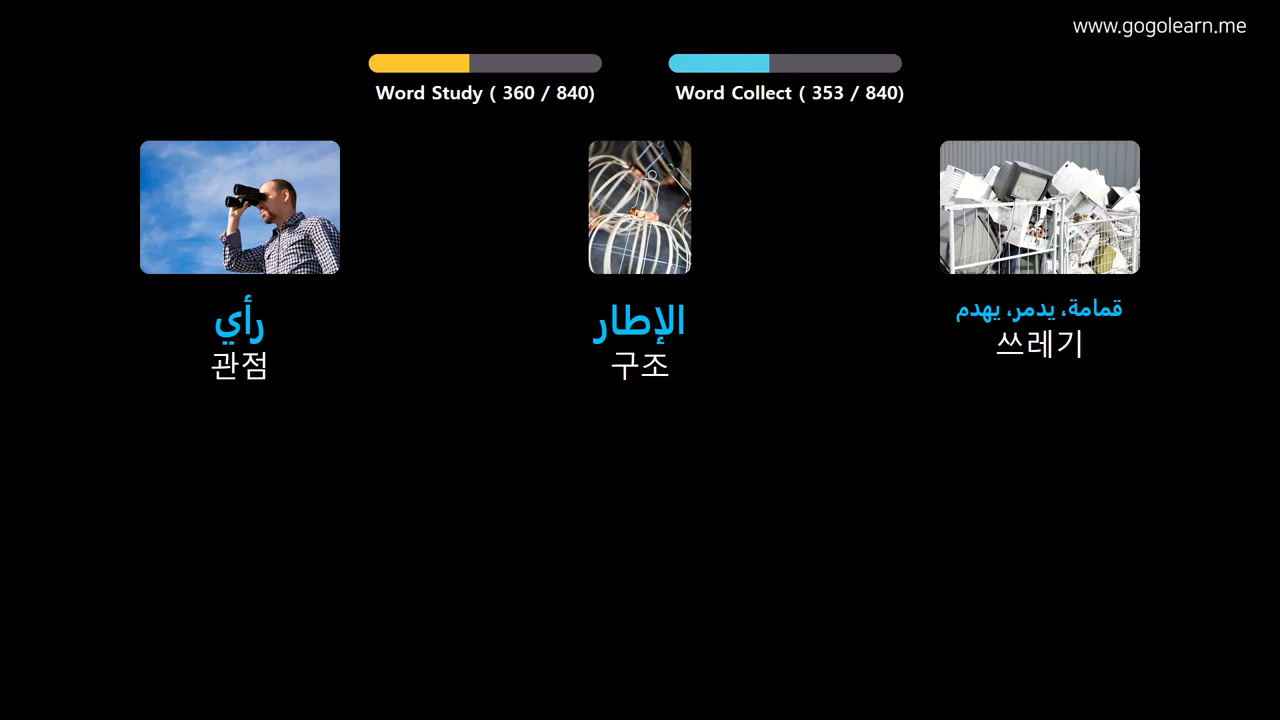 www.gogolearn.me
Word Study ( 360 / 840)
Word Collect ( 353 / 840)
رأي
관점
الإطار
구조
قمامة، يدمر، يهدم
쓰레기